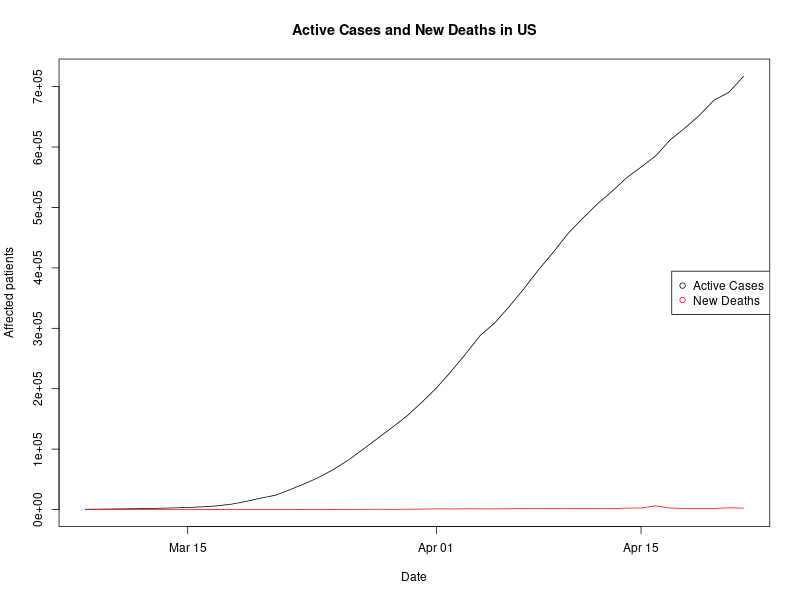 Active Cases and New Deaths in US
7e+05
6e+05
5e+05
4e+05
3e+05
2e+05
1e+05
0e+00
Affected patients
Active Cases
New Deaths
Mar 15
Apr 01
Apr 15
Date